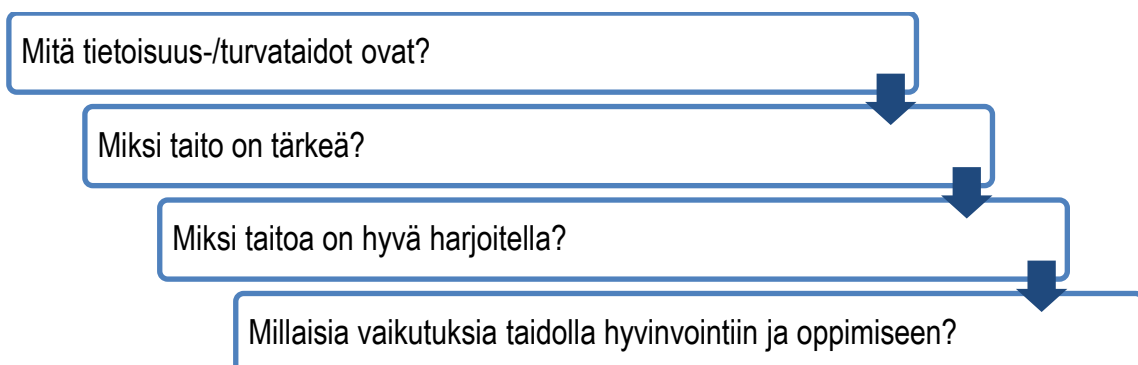 Mitä tietoisuus-/turvataidot ovat?
Miksi taito on tärkeä?
Miksi taitoa on hyvä harjoitella?
Millaisia vaikutuksia taidolla hyvinvointiin ja oppimiseen?